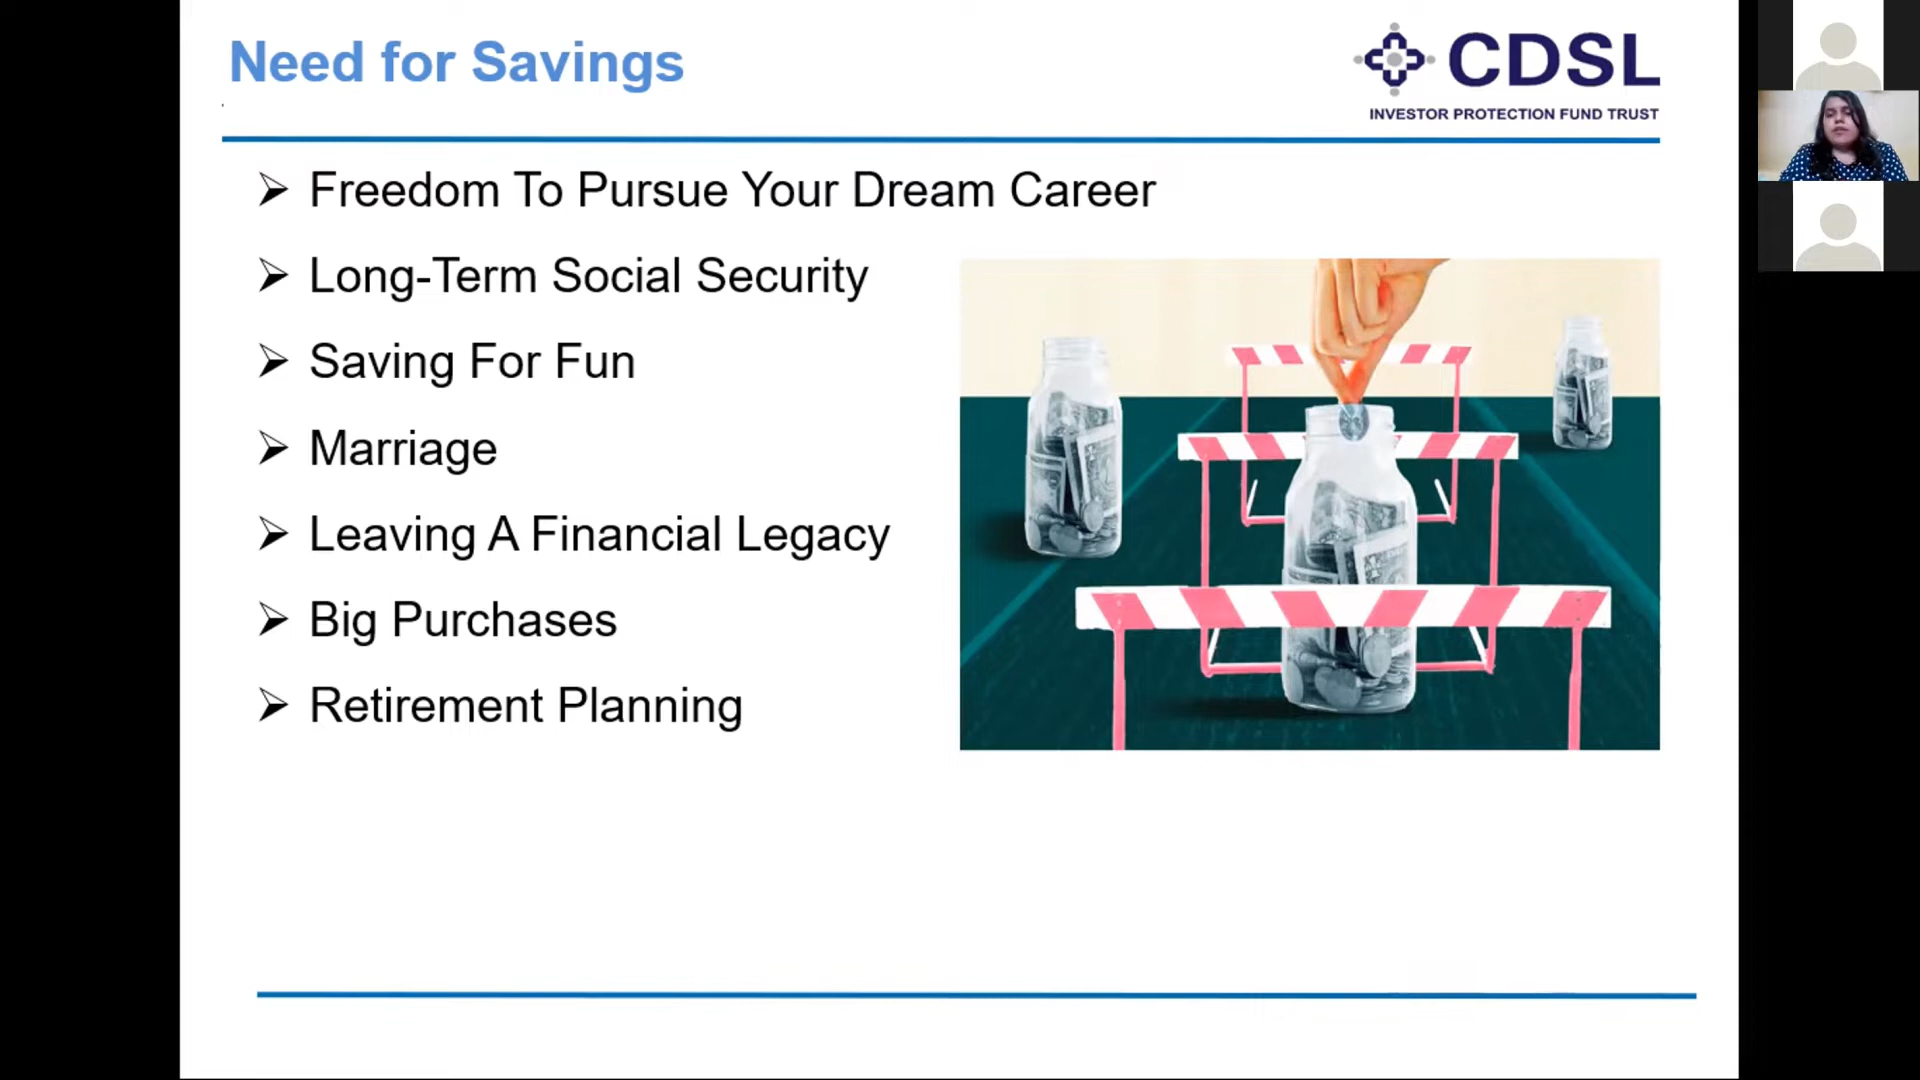 Need for Savings
CDSL
INVESTOR PROTECTION FUND TRUST
Freedom To Pursue Your Dream Career
Long-Term Social Security
Saving For Fun
Marriage
Leaving A Financial Legacy
Big Purchases
Retirement Planning